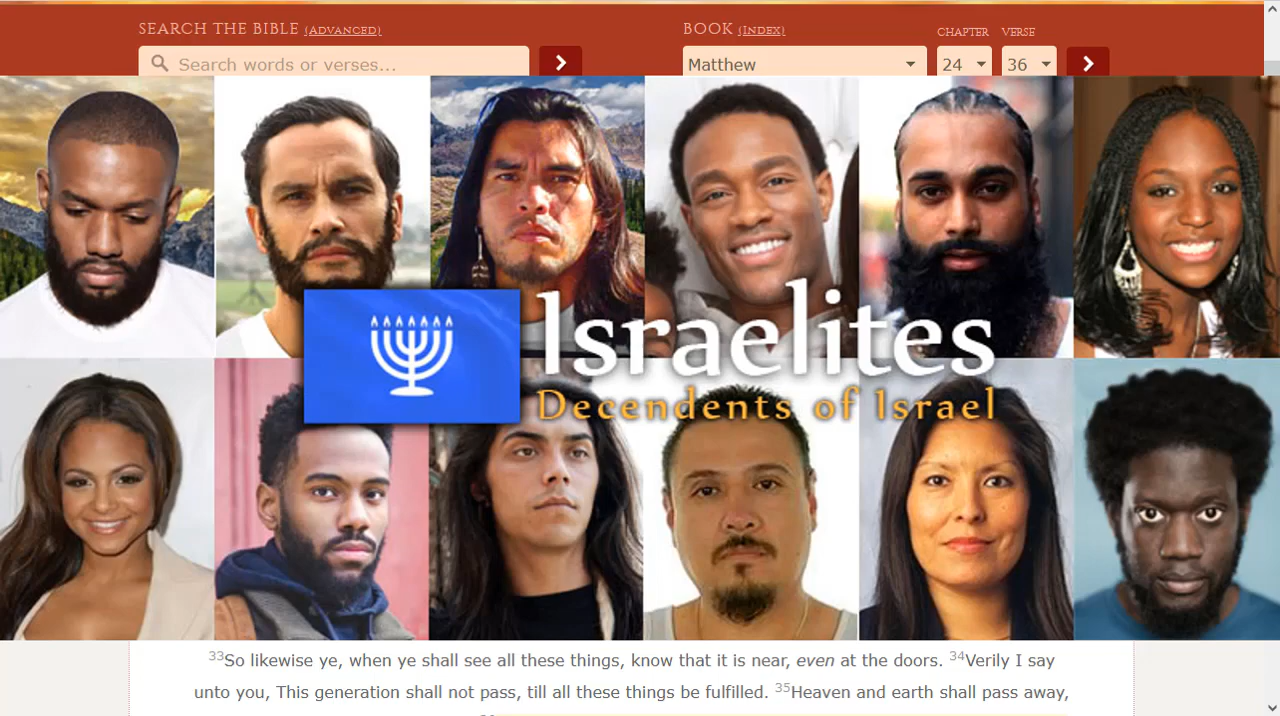 SEARCH THE BIBLE (ADVANCED)
BOOK (INDEX) CHAPTER VERSE
Search words or verses...
Matthew 24 36
Israelites
Decendents of Israel
33So likewise ye, when ye shall see all these things, know that it is near, even at the doors. 34Verily I say
unto you, This generation shall not pass, till all these things be fulfilled. 35Heaven and earth shall pass away,